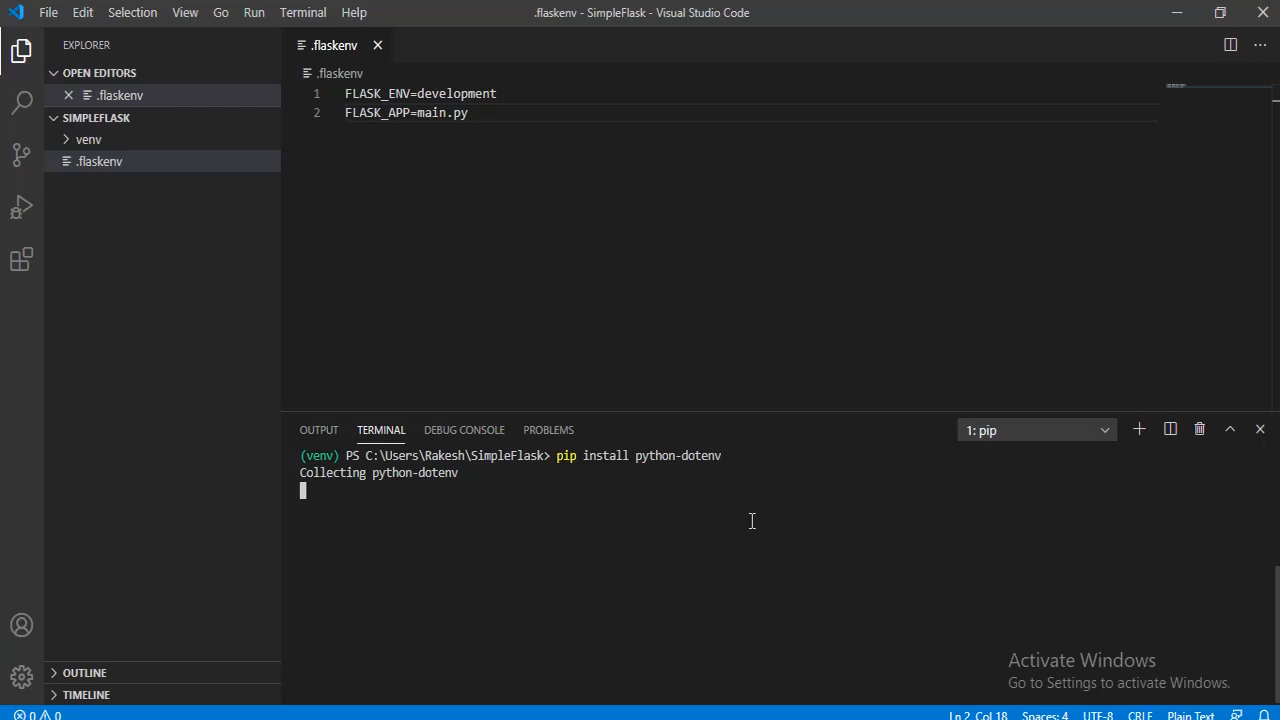 File Edit Selection View Go Run Terminal Help .flaskenv - SimpleFlask - Visual Studio Code
EXPLORER
.flaskenv
OPEN EDITORS
.flaskenv
SIMPLEFLASK
venv
.flaskenv
.flaskenv
1 FLASK_ENV=development
2 FLASK_APP=main.py
OUTPUT TERMINAL DEBUG CONSOLE PROBLEMS 1: pip
(venv) PS C:\Users\Rakesh\SimpleFlask> pip install python-dotenv
Collecting python-dotenv
Activate Windows
Go to Settings to activate Windows.
OUTLINE
TIMELINE
0 0 Ln 2, Col 18 Spaces: 4 UTF-8 CRLF Plain Text